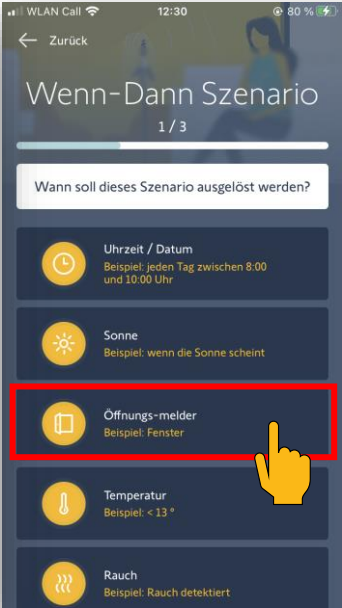 WLAN Call 12:30 80 %
Zurück
Wenn-Dann Szenario
1/3
Wann soll dieses Szenario ausgelöst werden?
Uhrzeit / Datum
Beispiel: jeden Tag zwischen 8:00
und 10:00 Uhr
Sonne
Beispiel: wenn die Sonne scheint
Öffnungs-melder
Beispiel: Fenster
Temperatur
Beispiel: < 13 °
Rauch
Beispiel: Rauch detektiert